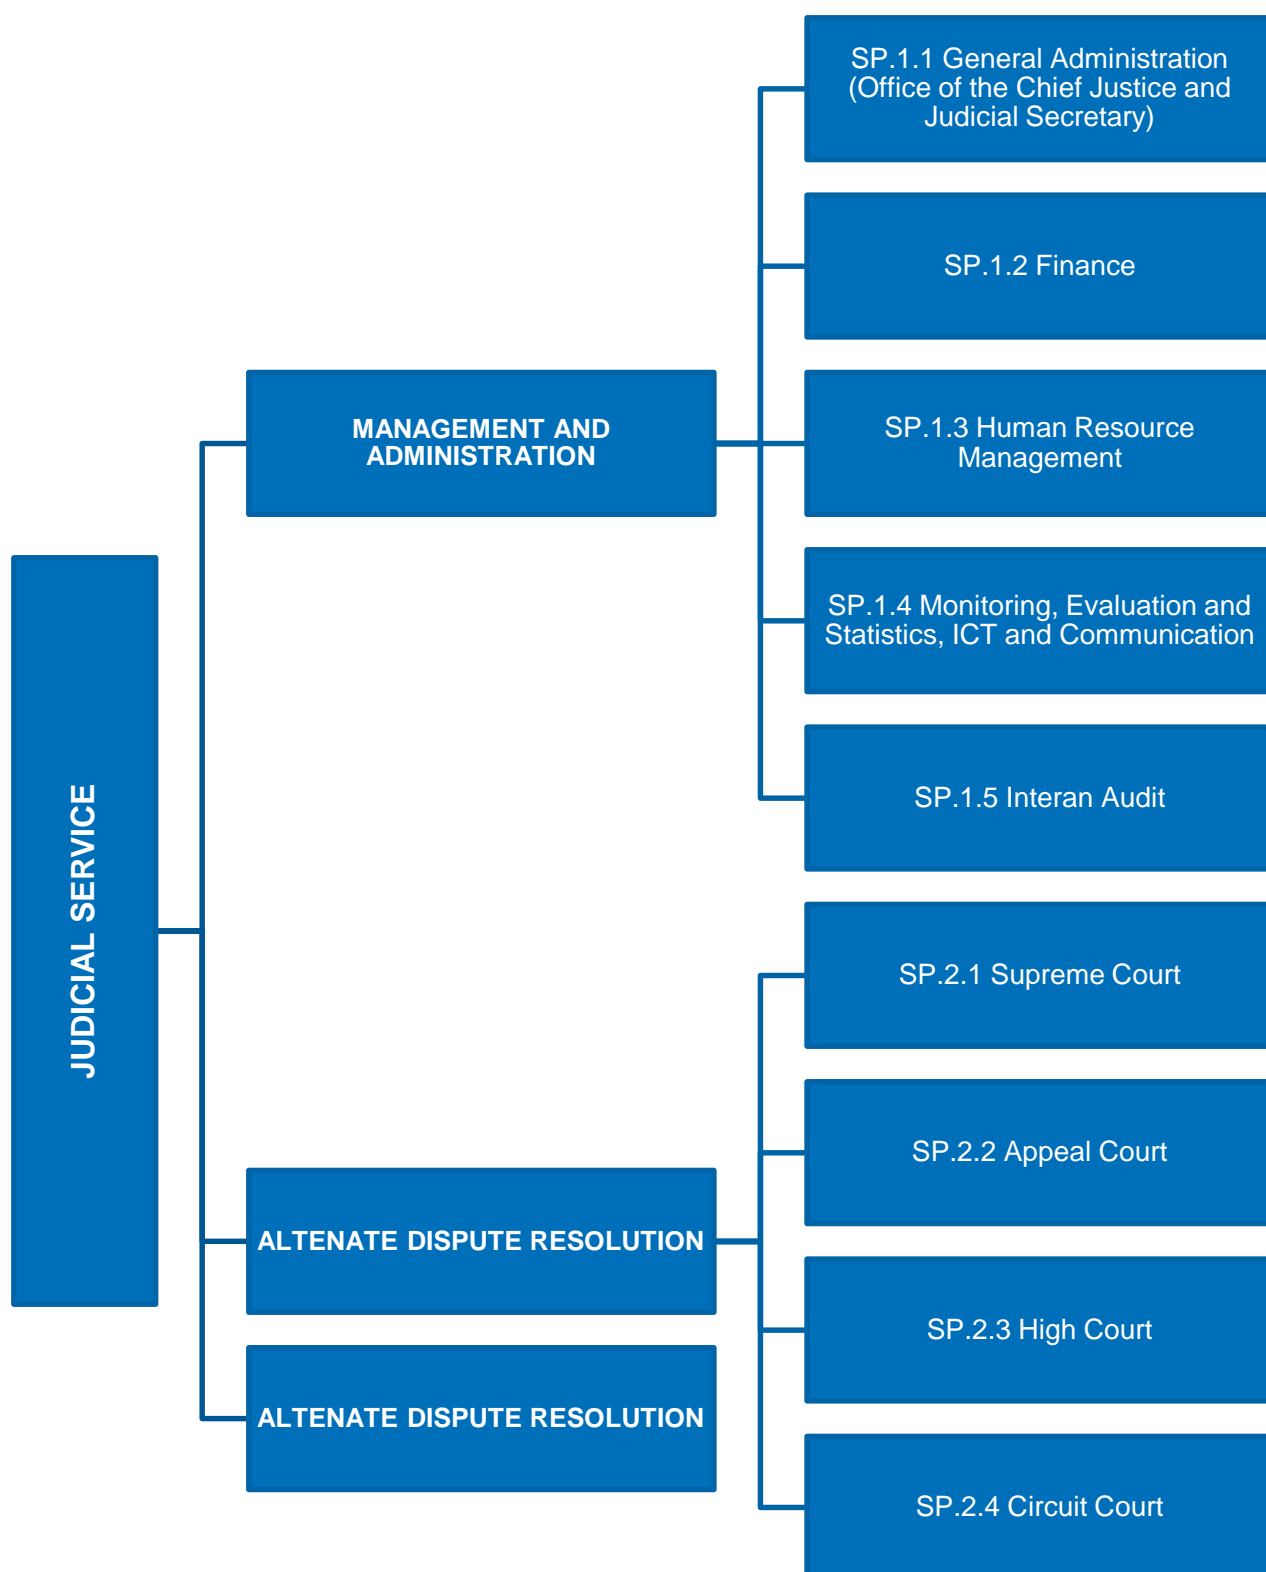 JUDICIAL SERVICE
MANAGEMENT AND
ADMINISTRATION
SP.1.1 General Administration
(Office of the Chief Justice and
Judicial Secretary)
SP.1.2 Finance
SP.1.3 Human Resource
Management
SP.1.4 Monitoring, Evaluation and
Statistics, ICT and Communication
SP.1.5 Interan Audit
ALTENATE DISPUTE RESOLUTION
SP.2.1 Supreme Court
SP.2.2 Appeal Court
SP.2.3 High Court
SP.2.4 Circuit Court
ALTENATE DISPUTE RESOLUTION